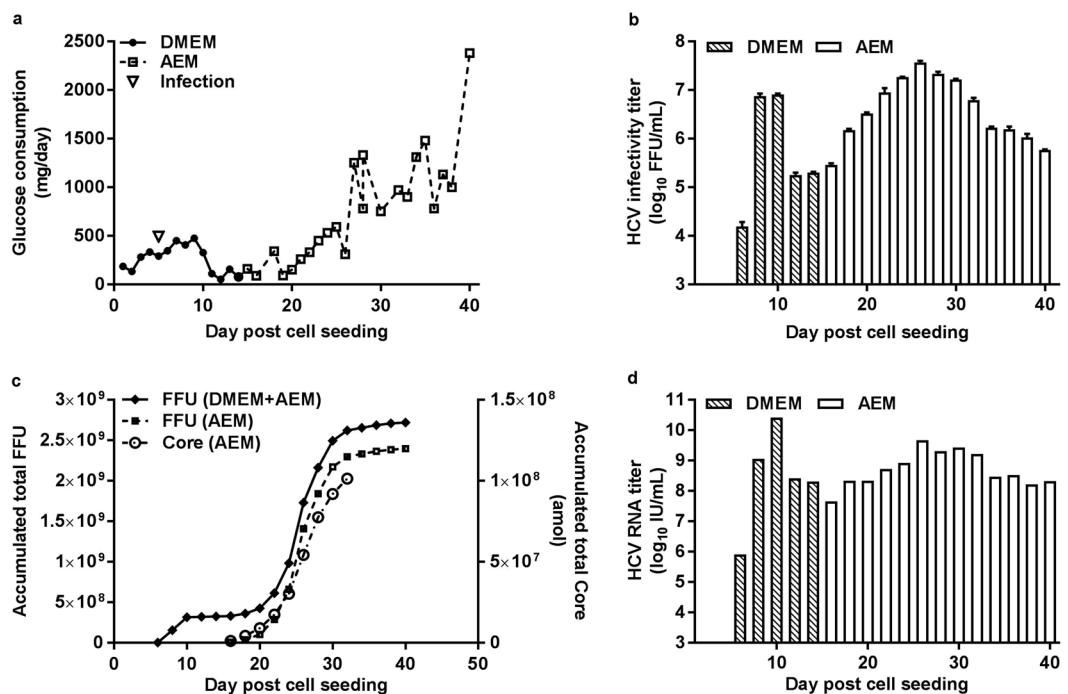 a
DMEM
AEM
Infection
Glucose consumption
(mg/day)
2500
2000
1500
1000
500
0
0 10 20 30 40
Day post cell seeding
b
DMEM AEM
HCV infectivity titer
(log10 FFU/mL)
8
7
6
5
4
3
10 20 30 40
Day post cell seeding
c
FFU (DMEM+AEM)
FFU (AEM)
Core (AEM)
Accumulated total FFU
3×10⁹
2.5×10⁹
2×10⁹
1.5×10⁹
1×10⁹
5×10⁸
0
1.5×10⁸
1×10⁸
5×10⁷
0
Accumulated total Core
(amol)
0 10 20 30 40 50
Day post cell seeding
d
DMEM AEM
HCV RNA titer
(log10 IU/mL)
11
10
9
8
7
6
5
4
3
10 20 30 40
Day post cell seeding